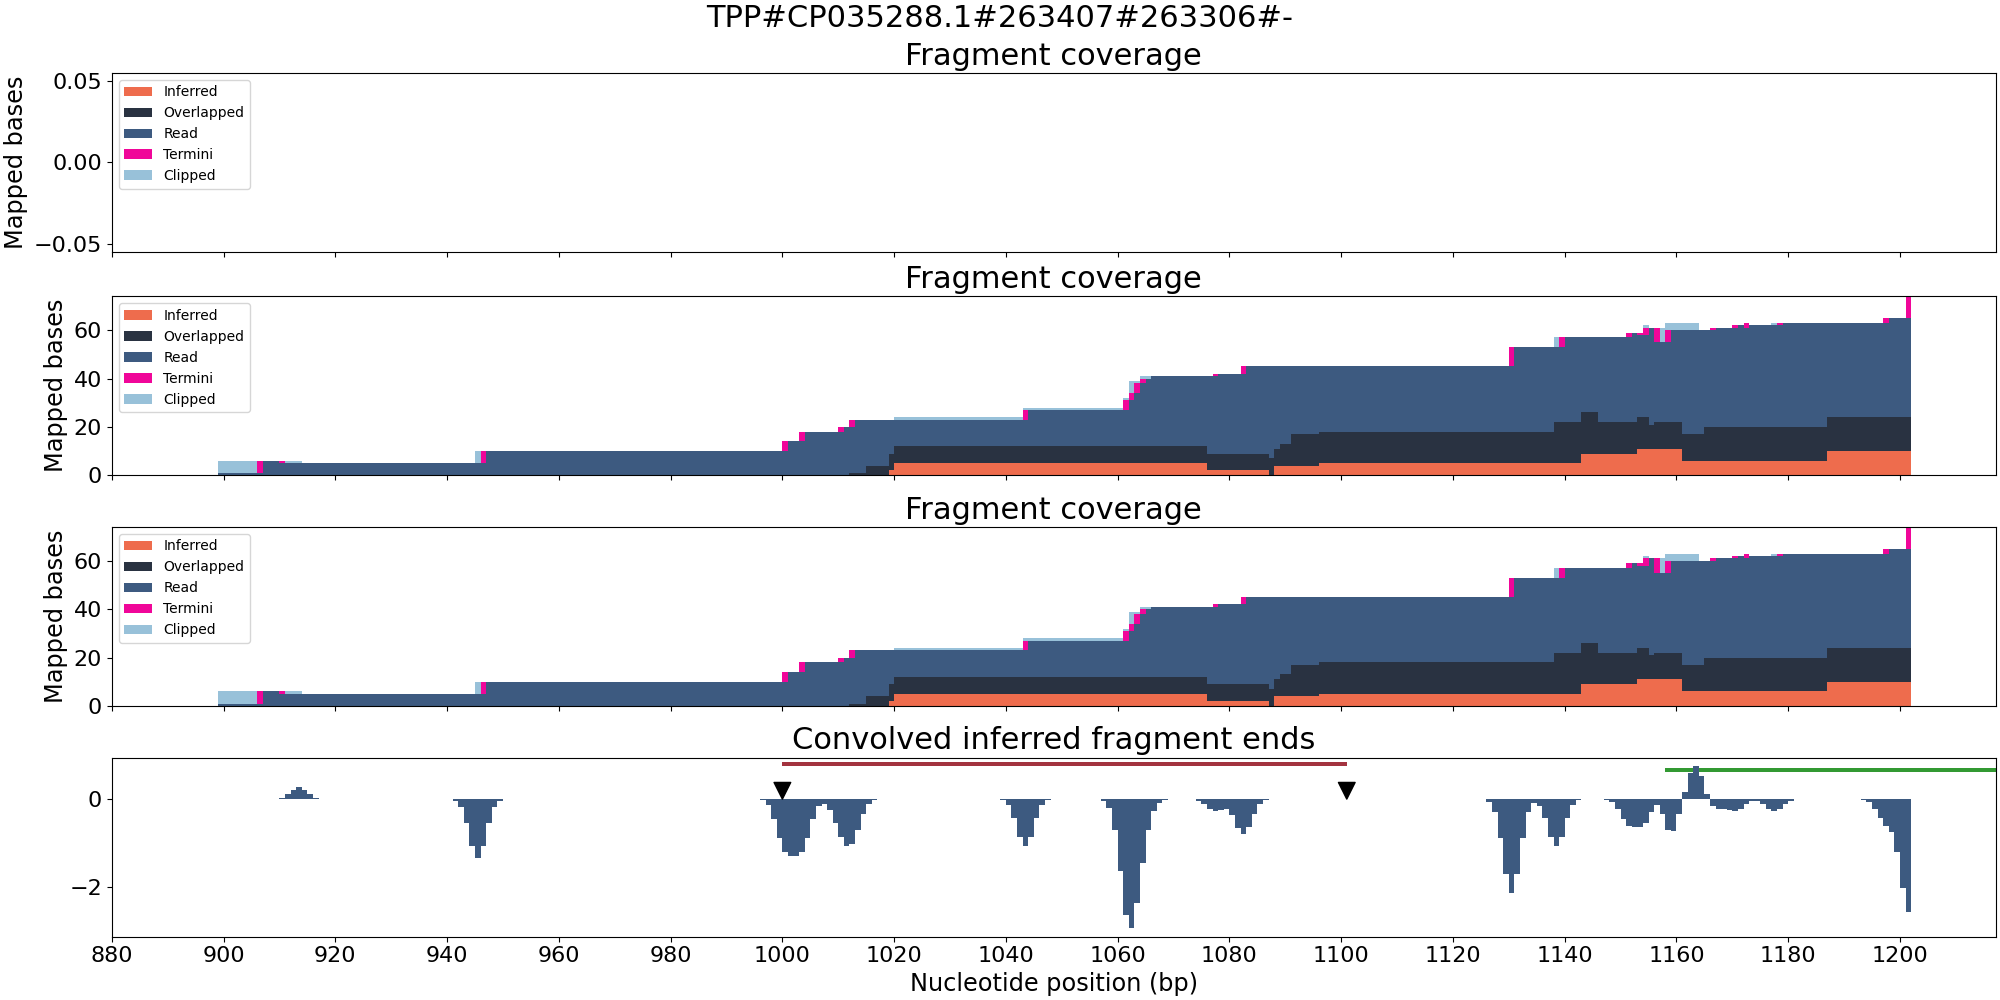 TPP#CP035288.1#263407#263306#-
Fragment coverage
Mapped bases
0.05
0.00
−0.05
Inferred
Overlapped
Read
Termini
Clipped
Fragment coverage
Mapped bases
60
40
20
0
Inferred
Overlapped
Read
Termini
Clipped
Fragment coverage
Mapped bases
60
40
20
0
Inferred
Overlapped
Read
Termini
Clipped
Convolved inferred fragment ends
0
−2
880 900 920 940 960 980 1000 1020 1040 1060 1080 1100 1120 1140 1160 1180 1200
Nucleotide position (bp)